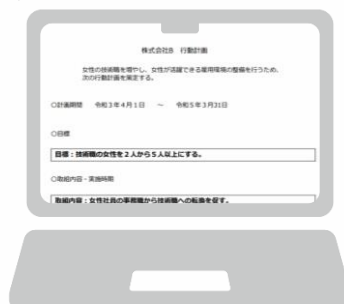 株式会社B 行動計画
女性の技術職を増やし、女性が活躍できる雇用環境の整備を行うため、
次の行動計画を策定する。
○計画期間 令和3年4月1日 ~ 令和5年3月31日
○目標
目標：技術職の女性を2人から5人以上にする。
○取組内容・実施時期
取組内容：女性社員の事務職から技術職への転換を促す。